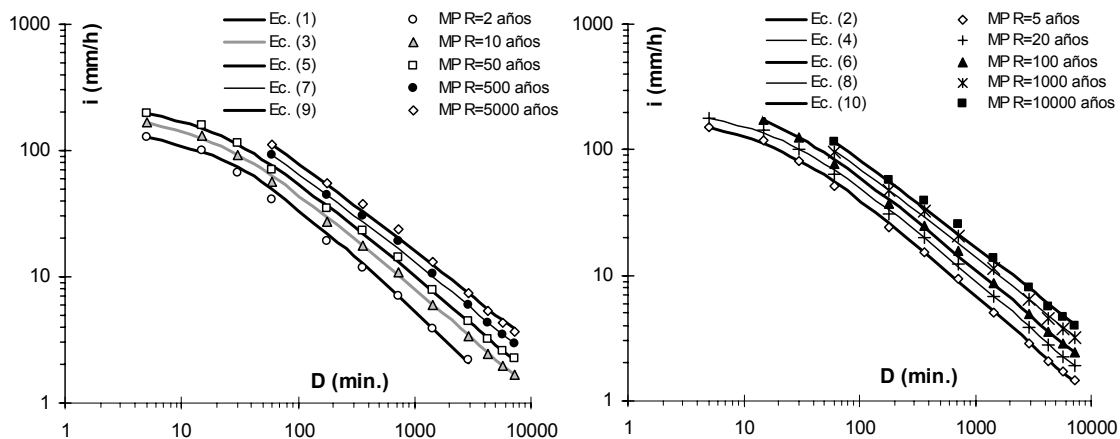 1000
100
10
1
i (mm/h)
Ec. (1)
Ec. (3)
Ec. (5)
Ec. (7)
Ec. (9)
MP R=2 años
MP R=10 años
MP R=50 años
MP R=500 años
MP R=5000 años
D (min.)
1 10 100 1000 10000
1000
100
10
1
i (mm/h)
Ec. (2)
Ec. (4)
Ec. (6)
Ec. (8)
Ec. (10)
MP R=5 años
MP R=20 años
MP R=100 años
MP R=1000 años
MP R=10000 años
D (min.)
1 10 100 1000 10000